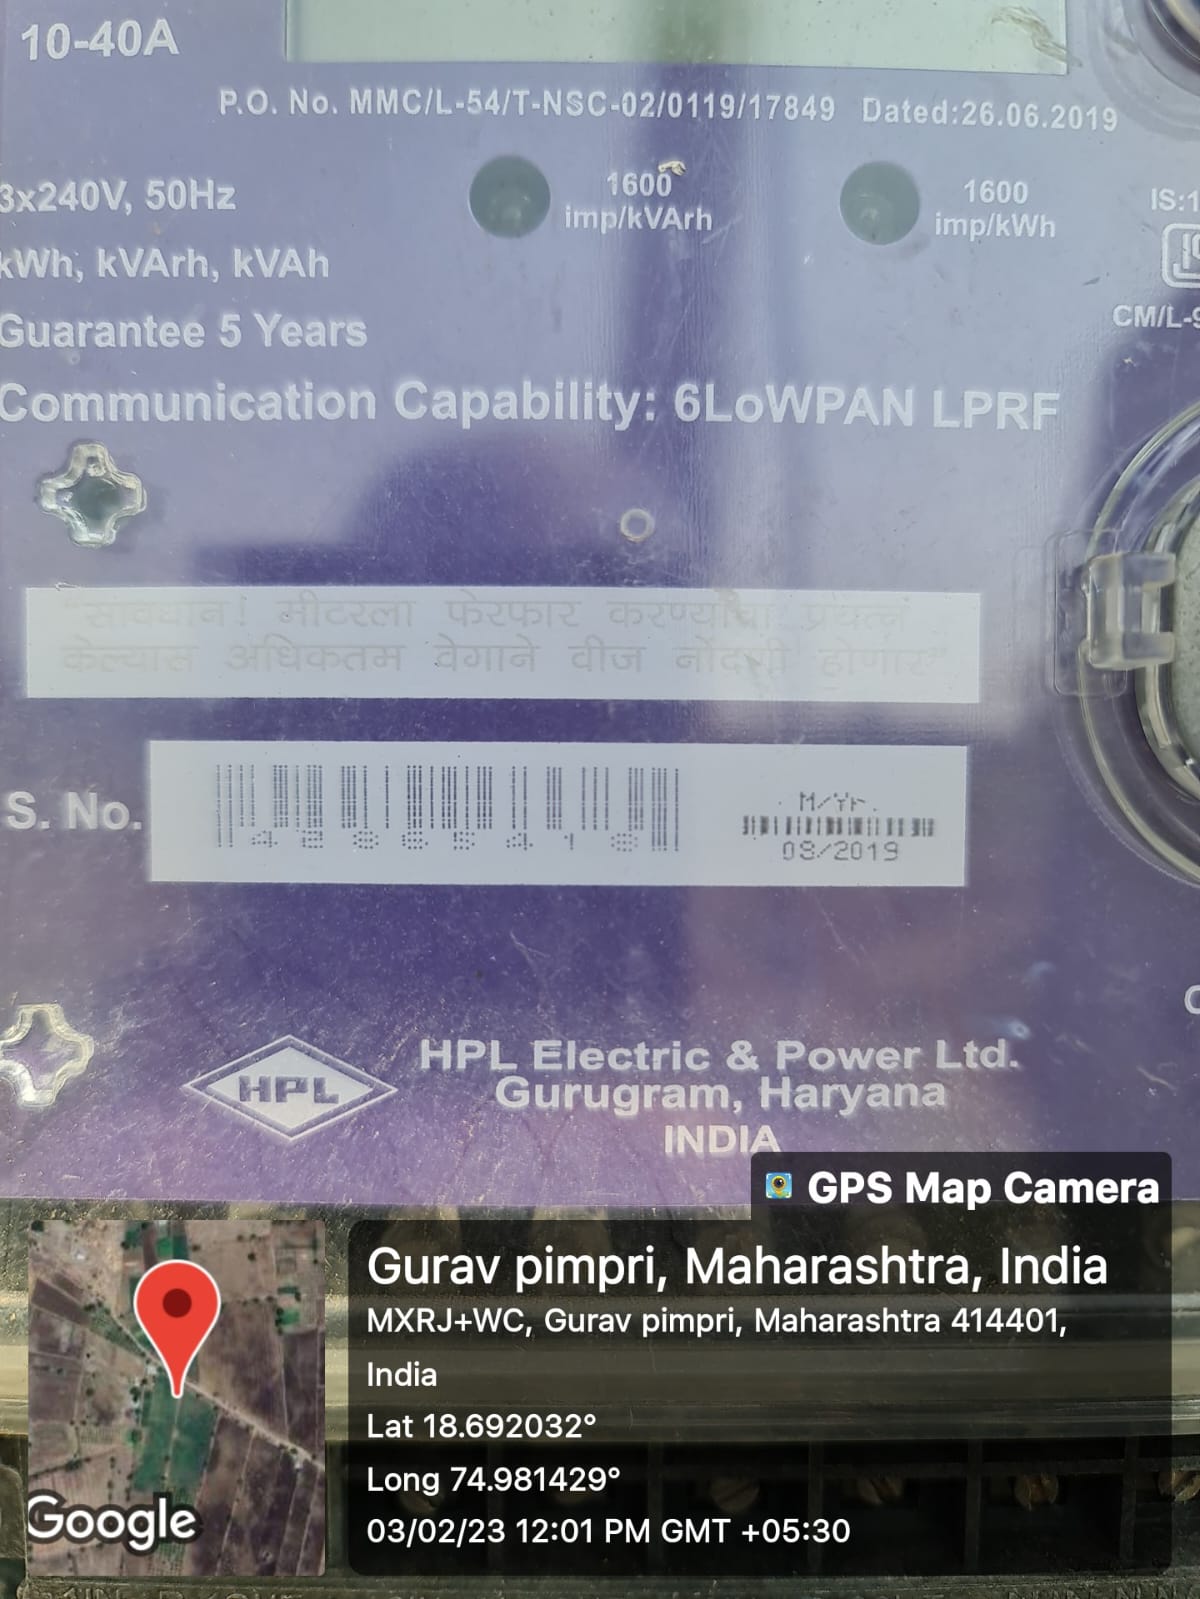 10-40A
P.O. No. MMC/L-54/T-NSC-02/0119/17849 Dated:26.06.2019
3x240V, 50Hz
1600
imp/kVArh
1600
imp/kWh
IS:1
kWh, kVArh, kVAh
CM/L-9
Guarantee 5 Years
Communication Capability: 6LoWPAN LPRF
"सावधान! मीटरला फेरफार करण्याचा प्रयत्न
केल्यास अधिकतम वेगाने वीज नोंदणी होणार"
S. No.
M/Yr.
08/2019
HPL
HPL Electric & Power Ltd.
Gurugram, Haryana
INDIA
GPS Map Camera
Gurav pimpri, Maharashtra, India
MXRJ+WC, Gurav pimpri, Maharashtra 414401,
India
Lat 18.692032°
Long 74.981429°
03/02/23 12:01 PM GMT +05:30
Google